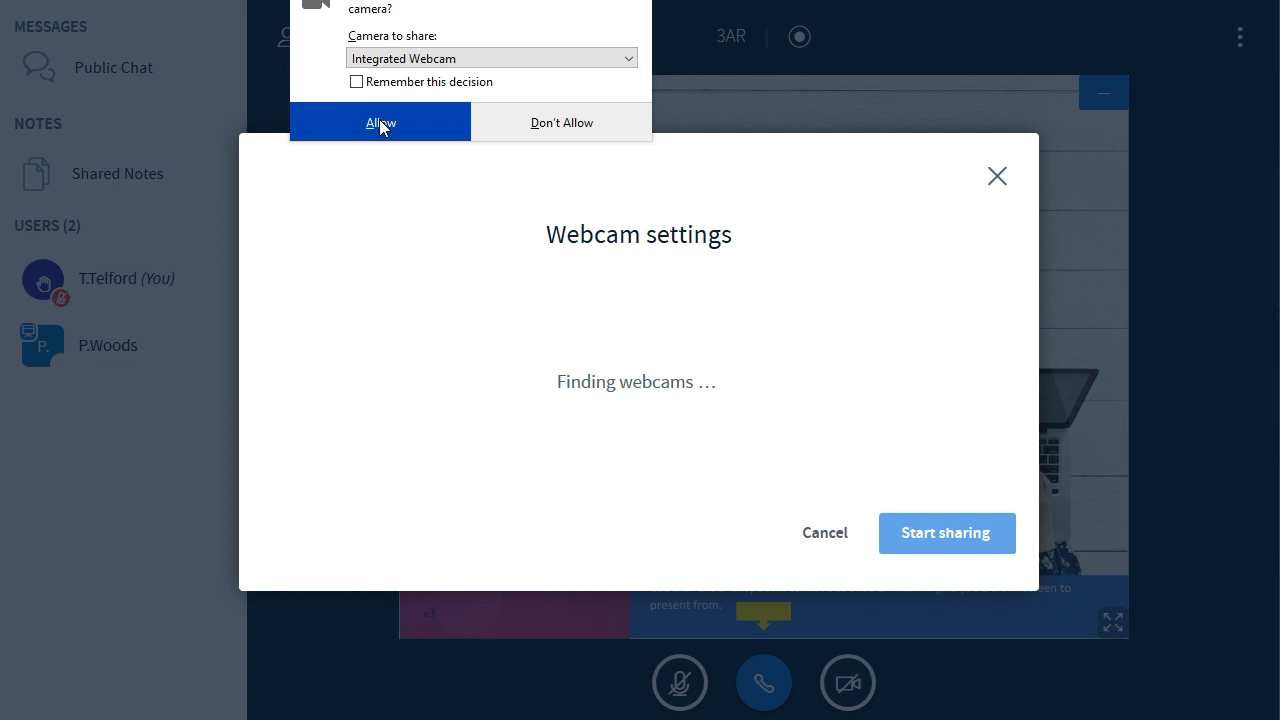 camera?
Camera to share:
Integrated Webcam
Remember this decision
Allow
Don't Allow
MESSAGES
Public Chat
NOTES
Shared Notes
USERS (2)
T.Telford (You)
P.
P.Woods
3AR
Webcam settings
Finding webcams ...
Cancel
Start sharing
present from.
v3